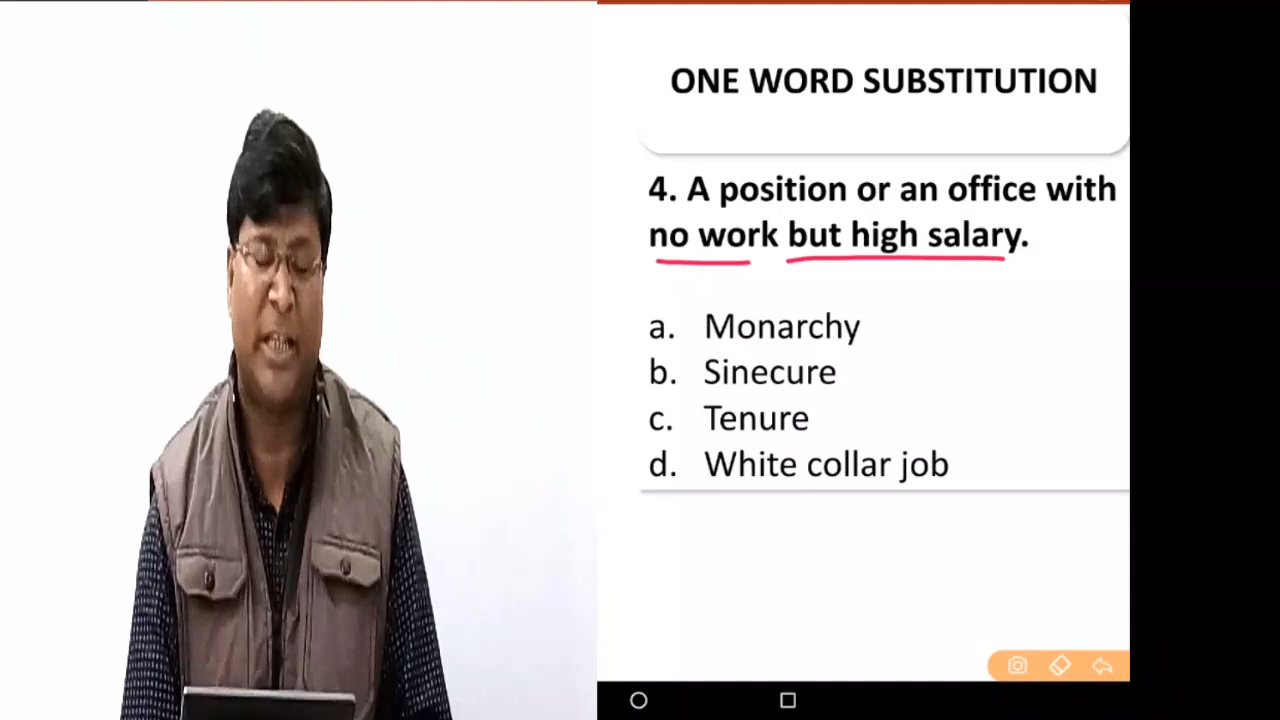 ONE WORD SUBSTITUTION
4. A position or an office with
no work but high salary.
a. Monarchy
b. Sinecure
c. Tenure
d. White collar job